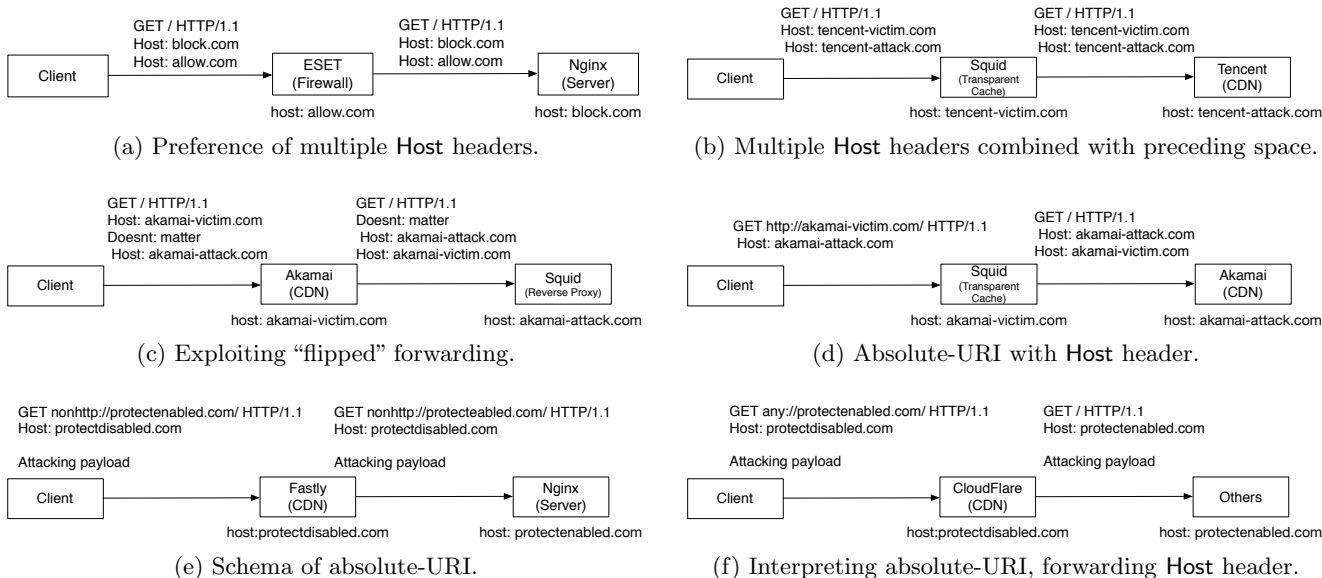 GET / HTTP/1.1
Host: block.com
Host: allow.com
GET / HTTP/1.1
Host: block.com
Host: allow.com
Client
ESET
(Firewall)
Nginx
(Server)
host: allow.com
host: block.com
(a) Preference of multiple Host headers.
GET / HTTP/1.1
Host: tencent-victim.com
Host: tencent-attack.com
GET / HTTP/1.1
Host: tencent-victim.com
Host: tencent-attack.com
Client
Squid
(Transparent
Cache)
Tencent
(CDN)
host: tencent-victim.com
host: tencent-attack.com
(b) Multiple Host headers combined with preceding space.
GET / HTTP/1.1
Host: akamai-victim.com
Doesnt: matter
Host: akamai-attack.com
GET / HTTP/1.1
Doesnt: matter
Host: akamai-attack.com
Host: akamai-victim.com
Client
Akamai
(CDN)
Squid
(Reverse Proxy)
host: akamai-victim.com
host: akamai-attack.com
(c) Exploiting “flipped” forwarding.
GET http://akamai-victim.com/ HTTP/1.1
Host: akamai-attack.com
GET / HTTP/1.1
Host: akamai-attack.com
Host: akamai-victim.com
Client
Squid
(Transparent
Cache)
Akamai
(CDN)
host: akamai-victim.com
host: akamai-attack.com
(d) Absolute-URI with Host header.
GET nonhttp://protectenabled.com/ HTTP/1.1
Host: protectdisabled.com
Attacking payload
GET nonhttp://protecteabled.com/ HTTP/1.1
Host: protectdisabled.com
Attacking payload
Client
Fastly
(CDN)
Nginx
(Server)
host:protectdisabled.com
host: protectenabled.com
(e) Schema of absolute-URI.
GET any://protectenabled.com/ HTTP/1.1
Host: protectdisabled.com
Attacking payload
GET / HTTP/1.1
Host: protectenabled.com
Attacking payload
Client
CloudFlare
(CDN)
Others
host:protectdisabled.com
host: protectenabled.com
(f) Interpreting absolute-URI, forwarding Host header.